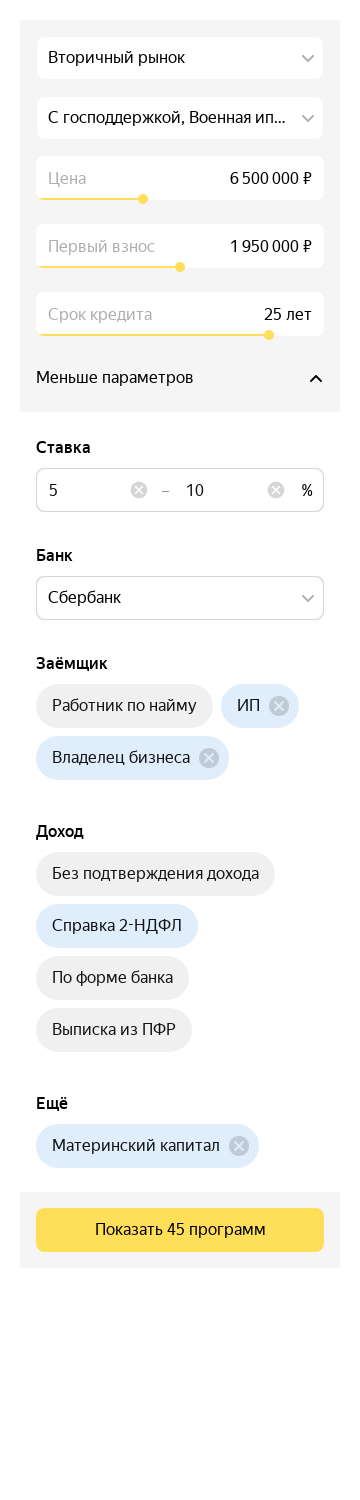 Вторичный рынок
С господдержкой, Военная ип...
Цена 6 500 000 ₽
Первый взнос 1 950 000 ₽
Срок кредита 25 лет
Меньше параметров
Ставка
5 – 10 %
Банк
Сбербанк
Заёмщик
Работник по найму ИП
Владелец бизнеса
Доход
Без подтверждения дохода
Справка 2-НДФЛ
По форме банка
Выписка из ПФР
Ещё
Материнский капитал
Показать 45 программ